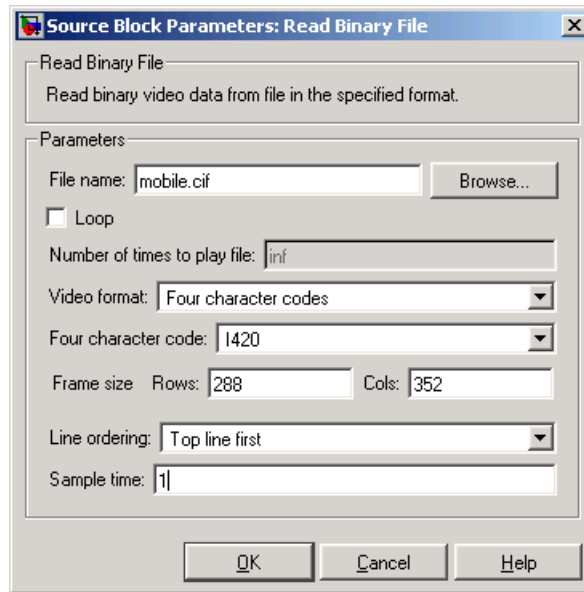 Source Block Parameters: Read Binary File
Read Binary File
Read binary video data from file in the specified format.
Parameters
File name: mobile.cif Browse...
Loop
Number of times to play file: inf
Video format: Four character codes
Four character code: I420
Frame size Rows: 288 Cols: 352
Line ordering: Top line first
Sample time: 1
OK Cancel Help